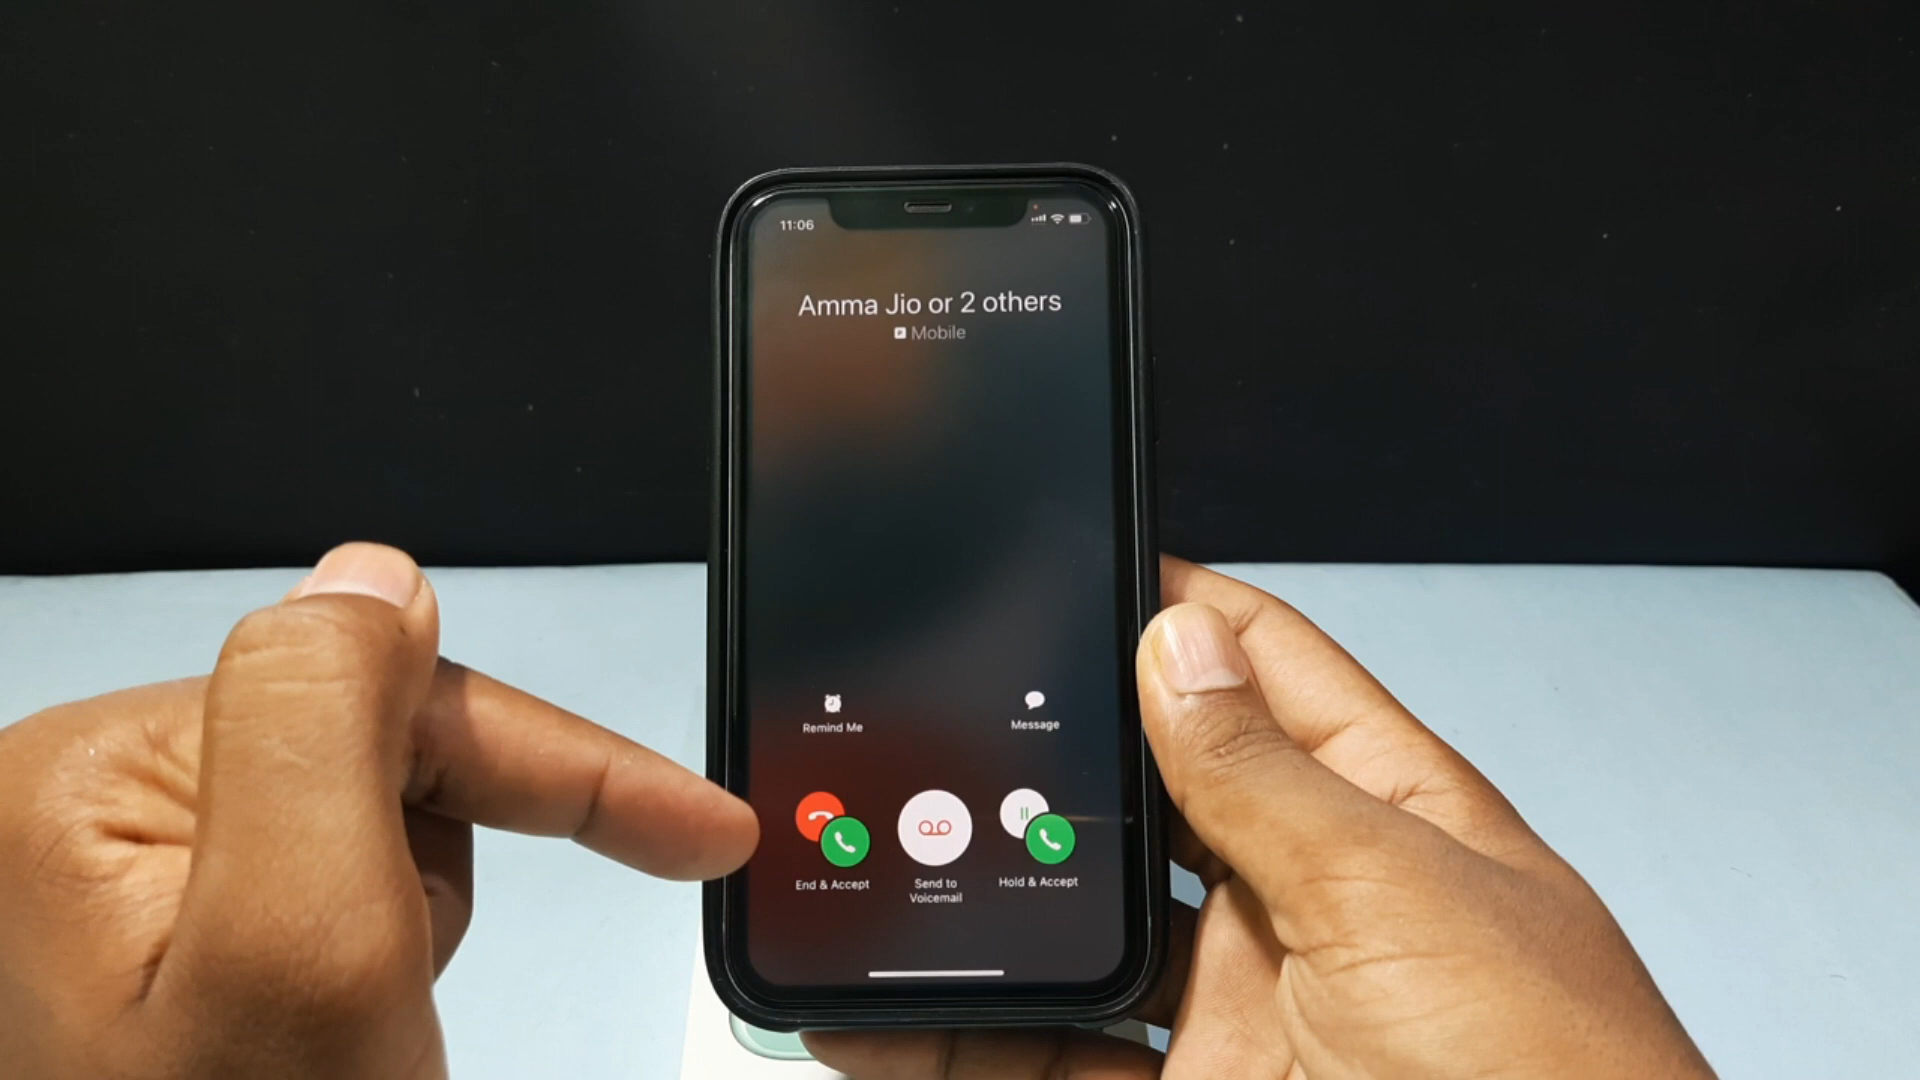 11:06
Amma Jio or 2 others
P Mobile
Remind Me
Message
End & Accept
Send to
Voicemail
Hold & Accept